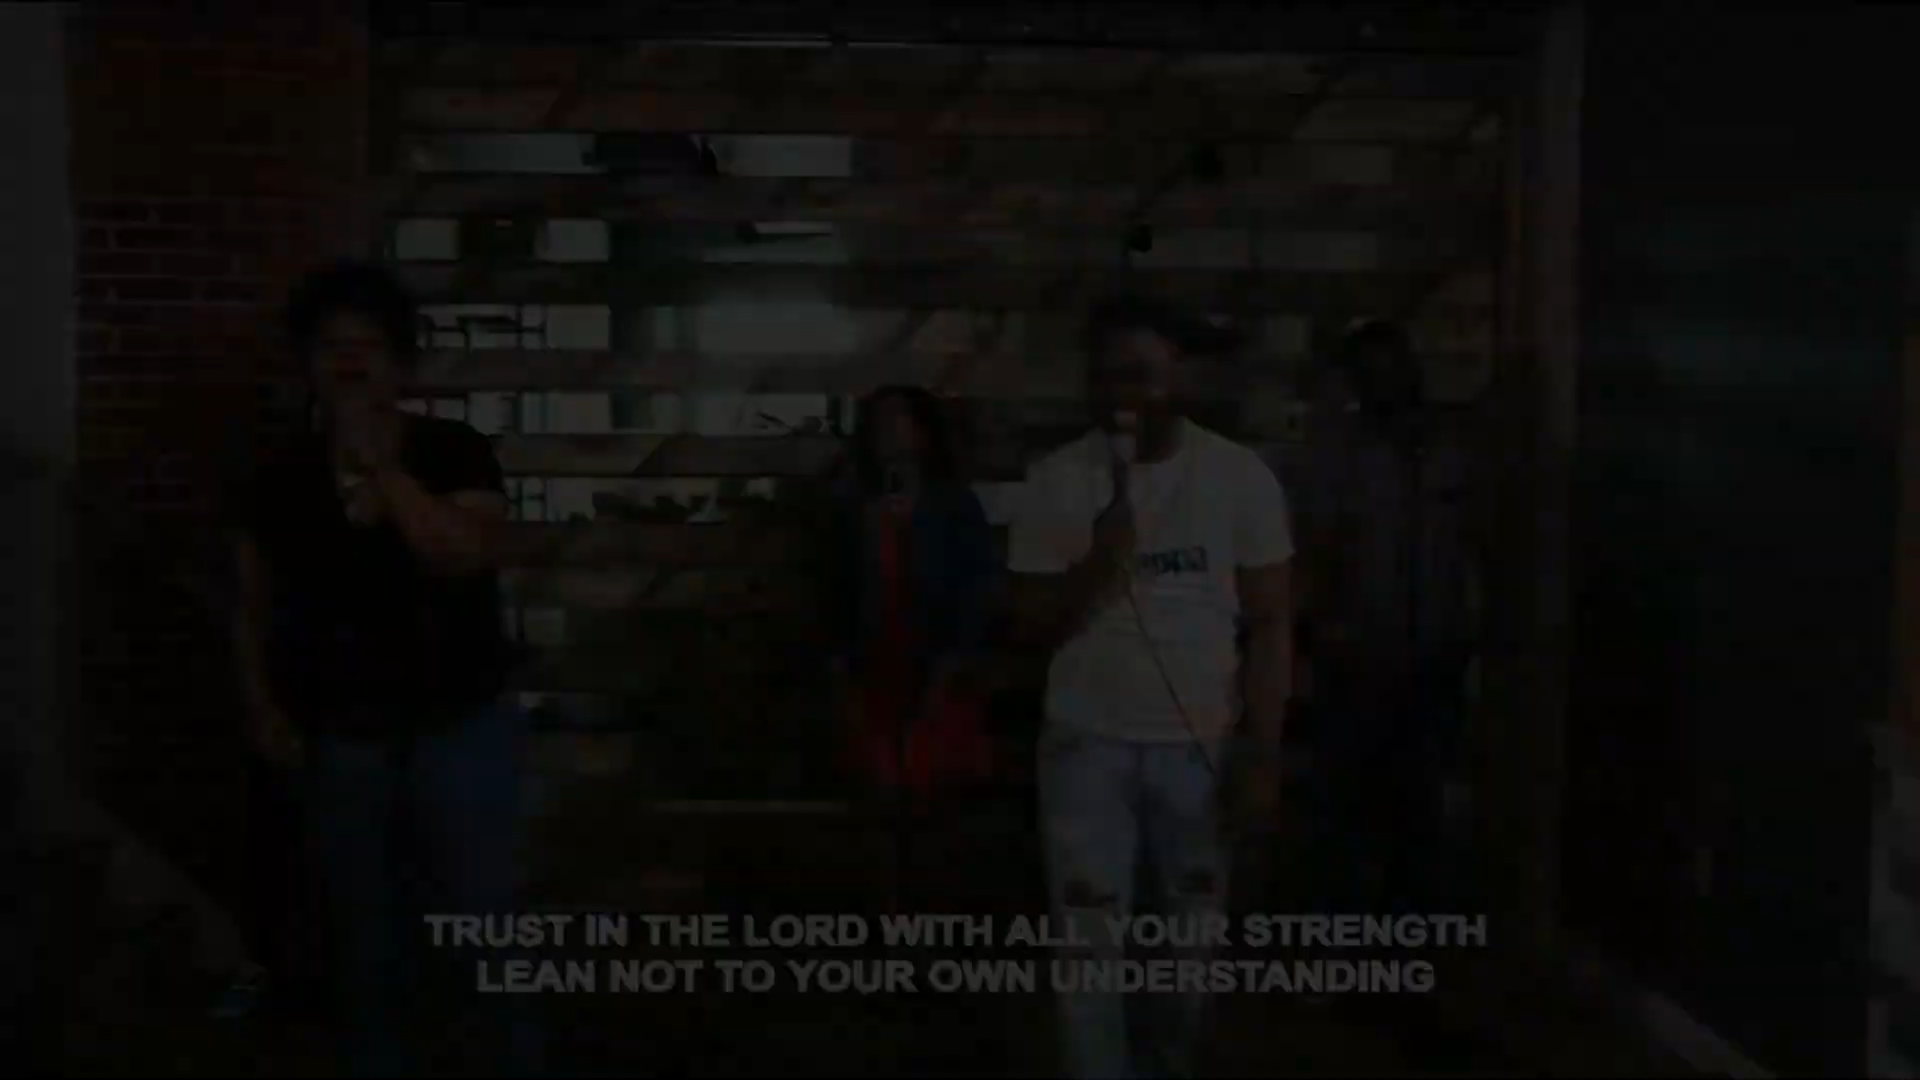 TRUST IN THE LORD WITH ALL YOUR STRENGTH
LEAN NOT TO YOUR OWN UNDERSTANDING